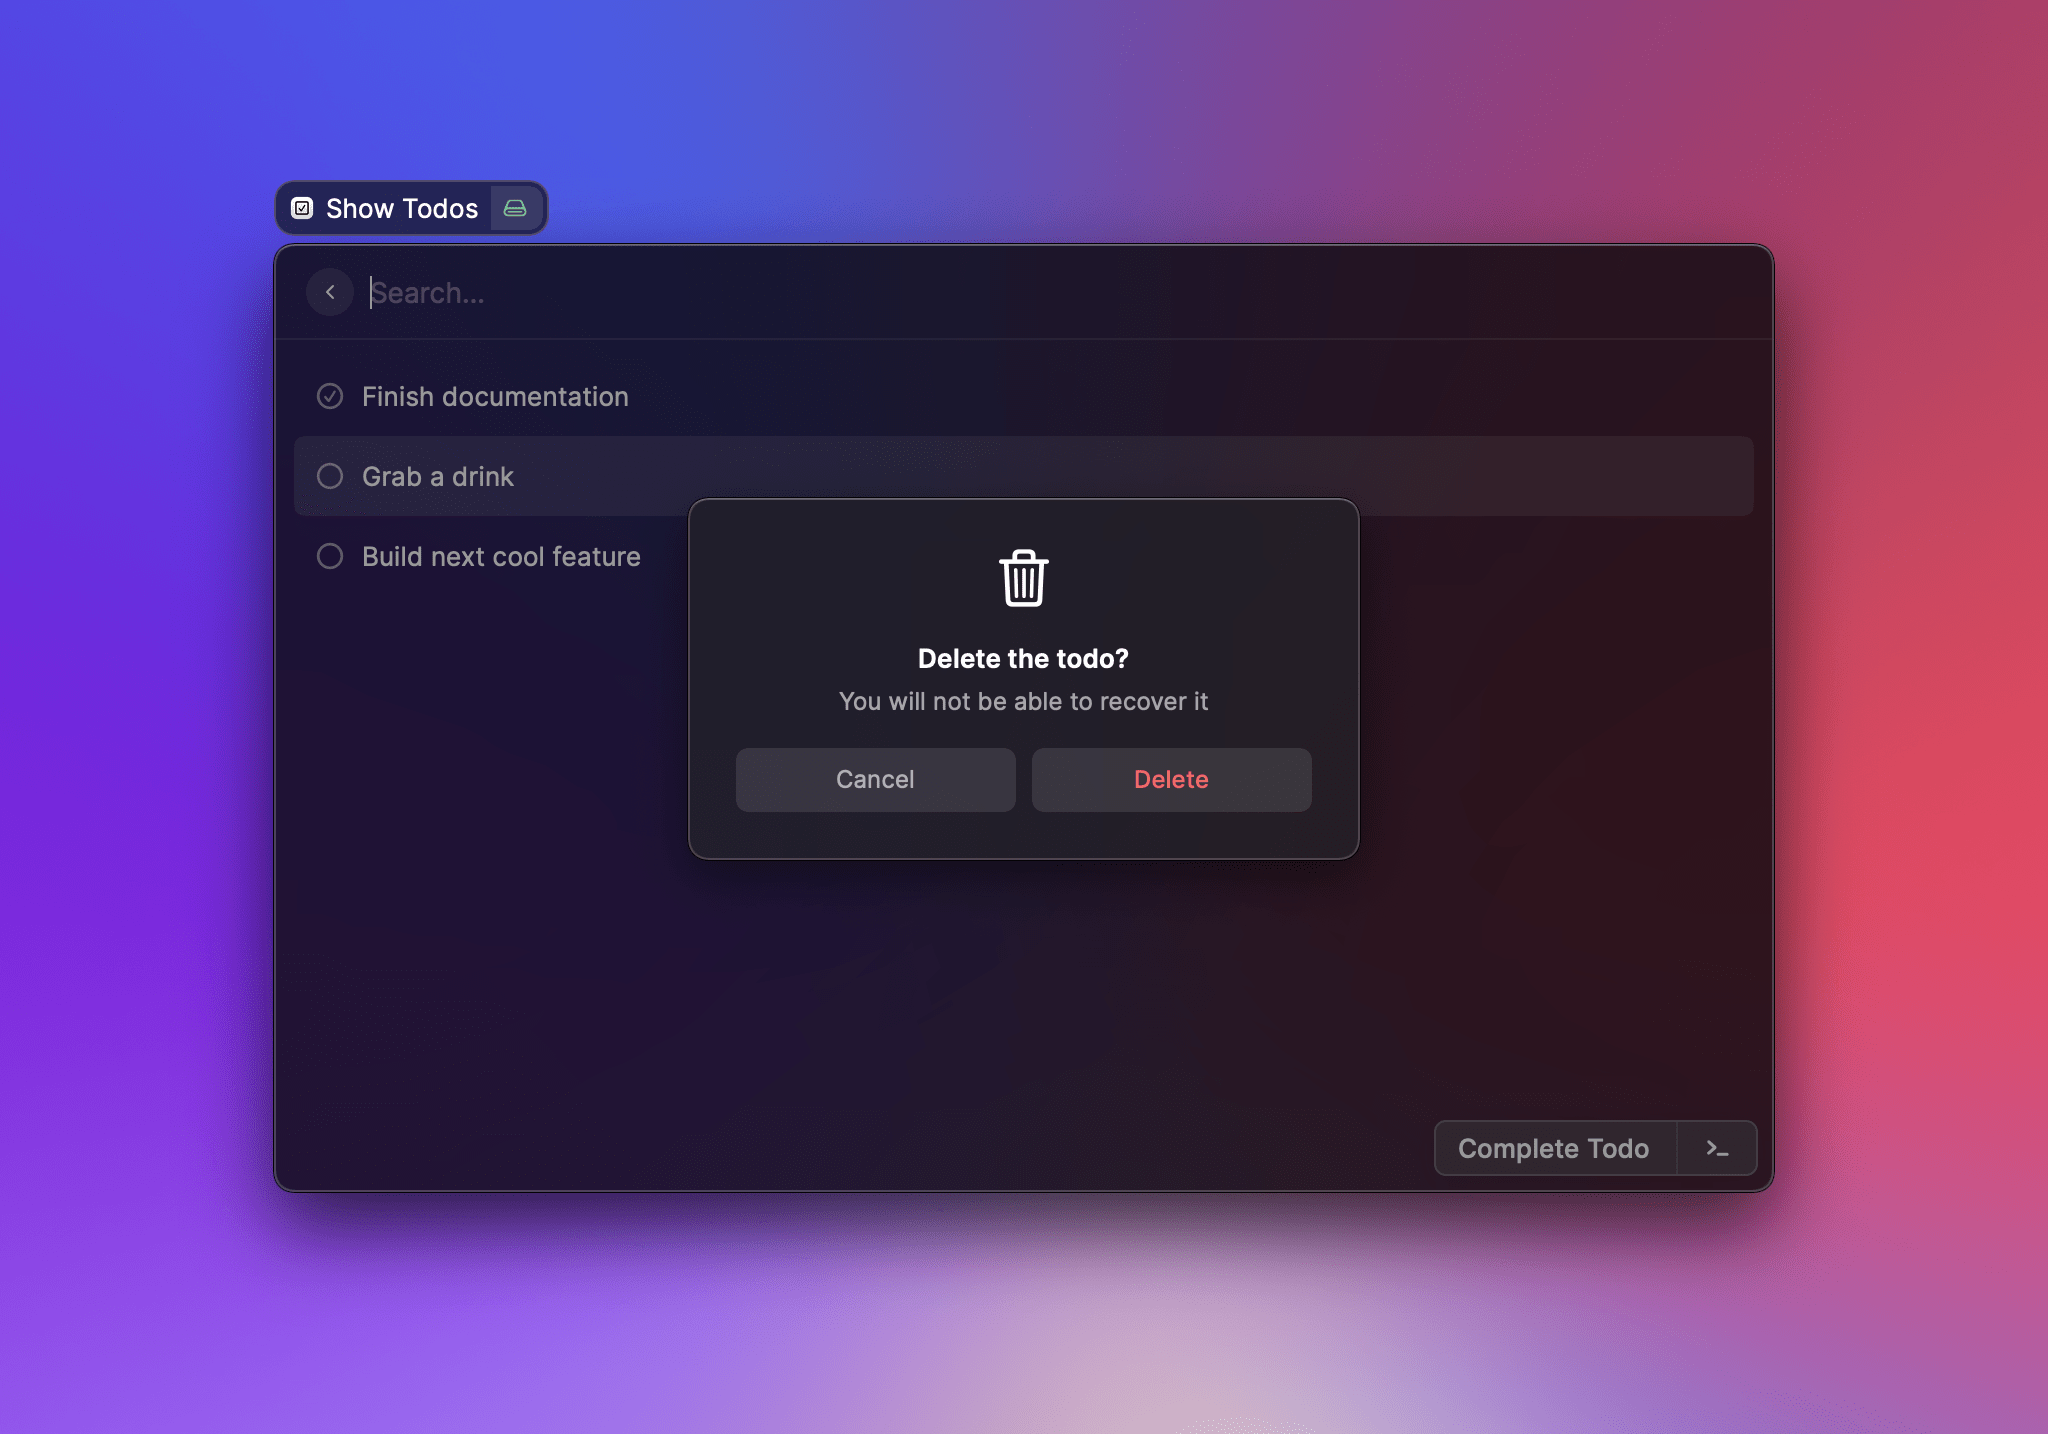 Show Todos
Search...
Finish documentation
Grab a drink
Build next cool feature
Delete the todo?
You will not be able to recover it
Cancel
Delete
Complete Todo